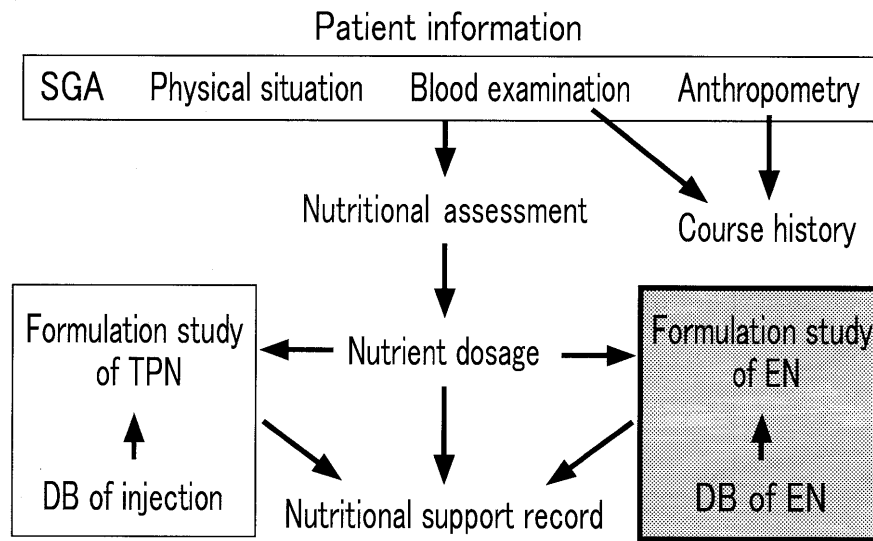 Patient information
SGA Physical situation Blood examination Anthropometry
Nutritional assessment
Course history
Formulation study
of TPN
Nutrient dosage
Formulation study
of EN
DB of injection
Nutritional support record
DB of EN